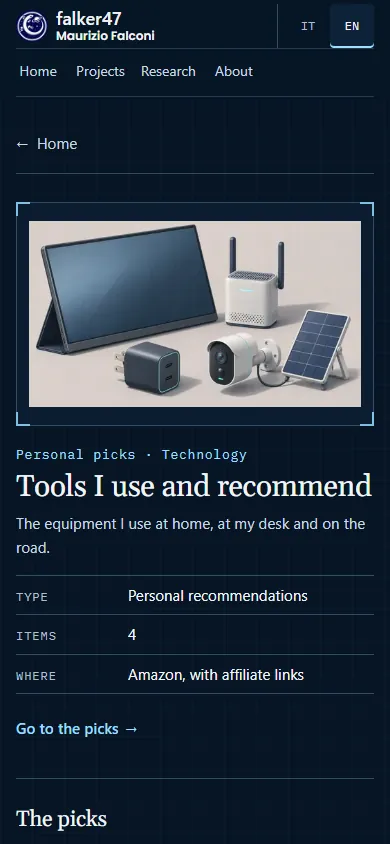 falker47
Maurizio Falconi
IT
EN
Home
Projects
Research
About
← Home
Personal picks · Technology
Tools I use and recommend
The equipment I use at home, at my desk and on the
road.
TYPE Personal recommendations
ITEMS 4
WHERE Amazon, with affiliate links
Go to the picks →
The picks